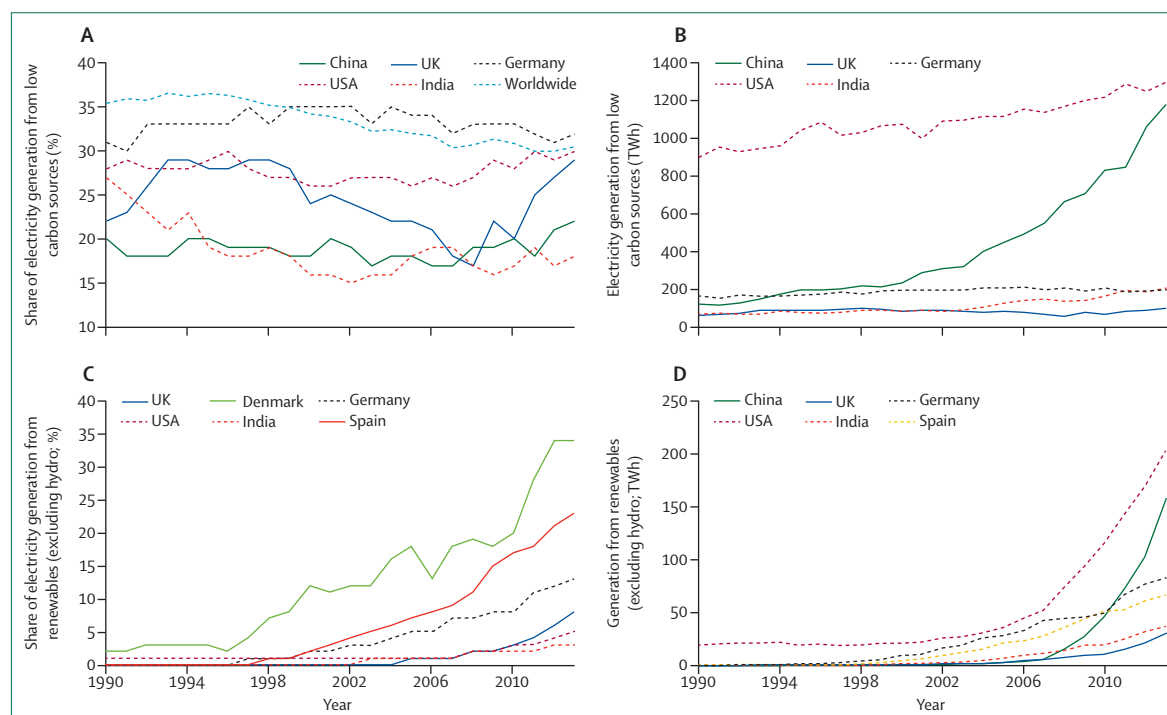 A
China UK Germany
USA India Worldwide
Share of electricity generation from low
carbon sources (%)
40
35
30
25
20
15
10
B
China UK Germany
USA India
Electricity generation from low
carbon sources (TWh)
1400
1200
1000
800
600
400
200
0
C
UK Denmark Germany
USA India Spain
Share of electricity generation from
renewables (excluding hydro; %)
40
35
30
25
20
15
10
5
0
1990 1994 1998 2002 2006 2010
Year
D
China UK Germany
USA India Spain
Generation from renewables
(excluding hydro; TWh)
250
200
150
100
50
0
1990 1994 1998 2002 2006 2010
Year